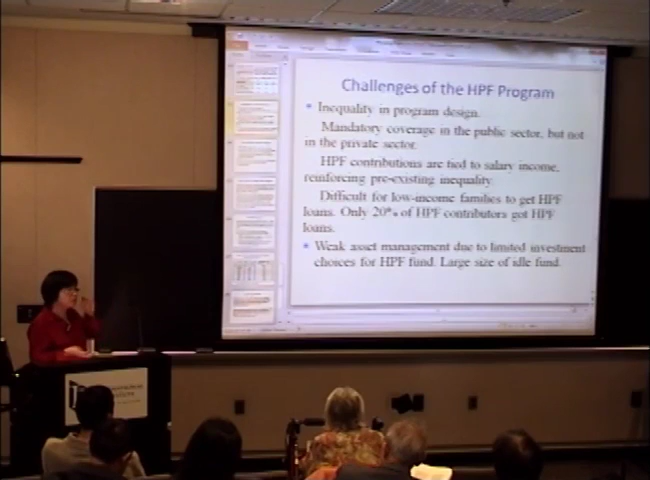 Challenges of the HPF Program
Inequality in program design.
Mandatory coverage in the public sector, but not
in the private sector.
HPF contributions are tied to salary income,
reinforcing pre-existing inequality.
Difficult for low-income families to get HPF
loans. Only 20% of HPF contributors got HPF
loans.
Weak asset management due to limited investment
choices for HPF fund. Large size of idle fund.